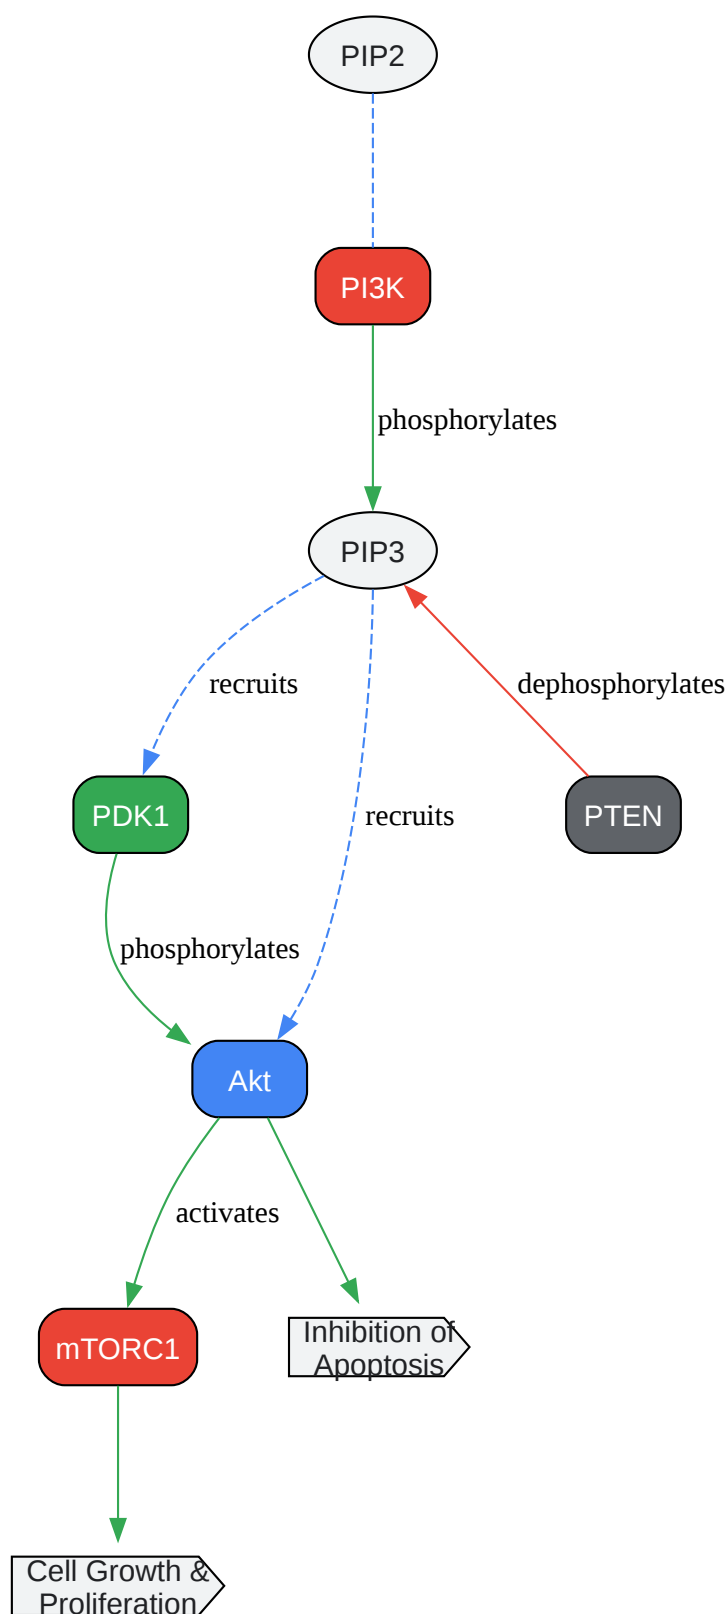 PIP2
PI3K
phosphorylates
PIP3
recruits
dephosphorylates
PDK1
recruits
PTEN
phosphorylates
Akt
activates
Inhibition of
Apoptosis
mTORC1
Cell Growth &
Proliferation